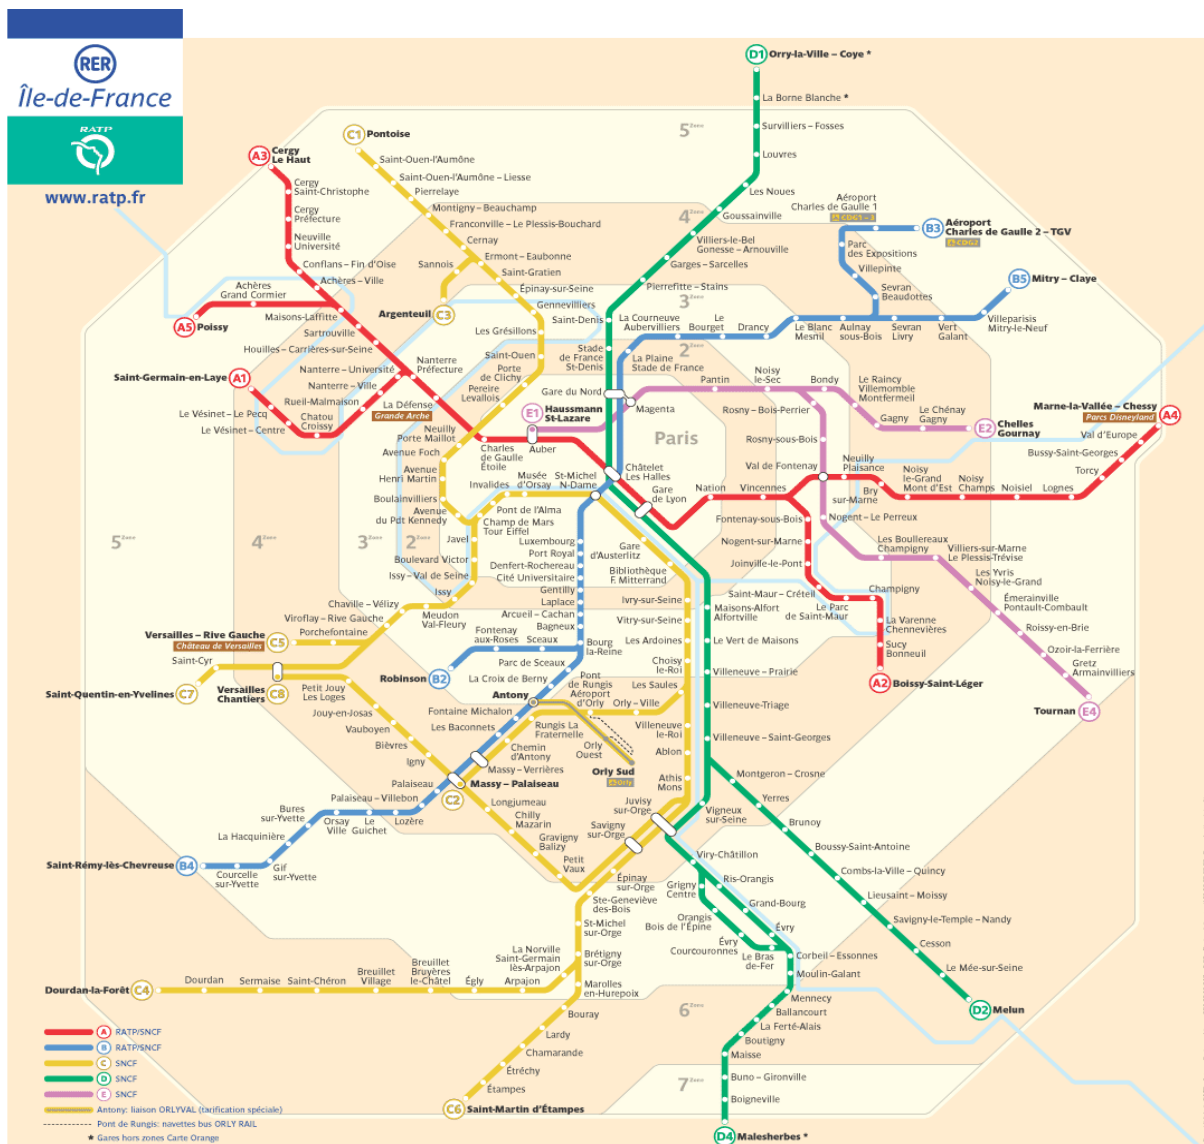 RER
Île-de-France
RATP
www.ratp.fr
D1 Orry-la-Ville – Coye *
La Borne Blanche *
Survilliers – Fosses
Louvres
Les Noues
Goussainville
Villiers-le-Bel
Gonesse – Arnouville
Garges – Sarcelles
Pierrefitte – Stains
Saint-Denis
Stade
de France
St-Denis
5 Zone
4 Zone
3 Zone
2 Zone
C1 Pontoise
Saint-Ouen-l'Aumône
Saint-Ouen-l'Aumône – Liesse
Pierrelaye
Montigny – Beauchamp
Franconville – Le Plessis-Bouchard
Cernay
Ermont – Eaubonne
Sannois
Saint-Gratien
Épinay-sur-Seine
Gennevilliers
Argenteuil C3
Les Grésillons
Saint-Ouen
Porte
de Clichy
Pereire
Levallois
A3 Cergy
Le Haut
Cergy
Saint-Christophe
Cergy
Préfecture
Neuville
Université
Conflans – Fin d'Oise
Achères – Ville
Achères
Grand Cormier
A5 Poissy
Maisons-Laffitte
Sartrouville
Houilles – Carrières-sur-Seine
Saint-Germain-en-Laye A1
Nanterre – Université
Nanterre
Préfecture
Nanterre – Ville
Rueil-Malmaison
Le Vésinet – Le Pecq
Chatou
Croissy
Le Vésinet – Centre
La Défense
Grande Arche
Aéroport
Charles de Gaulle 1
CDG1 – 3
B3 Aéroport
Charles de Gaulle 2 – TGV
CDG2
Parc
des Expositions
Villepinte
Sevran
Beaudottes
B5 Mitry – Claye
Villeparisis
Mitry-le-Neuf
Vert
Galant
Sevran
Livry
Aulnay
sous-Bois
Le Blanc
Mesnil
Drancy
Le
Bourget
La Courneuve
Aubervilliers
La Plaine
Stade de France
Gare du Nord
Magenta
E1 Haussmann
St-Lazare
Pantin
Noisy
le-Sec
Bondy
Le Raincy
Villemomble
Montfermeil
Gagny
Le Chénay
Gagny
E2 Chelles
Gournay
Rosny – Bois-Perrier
Rosny-sous-Bois
Val de Fontenay
Marne-la-Vallée – Chessy
Parcs Disneyland
A4
Val d'Europe
Bussy-Saint-Georges
Torcy
Lognes
Noisiel
Noisy
Champs
Noisy
le-Grand
Mont d'Est
Bry
sur-Marne
Neuilly
Plaisance
Paris
Neuilly
Porte Maillot
Avenue Foch
Avenue
Henri Martin
Boulainvilliers
Avenue
du Pdt Kennedy
Charles
de Gaulle
Étoile
Auber
Châtelet
Les Halles
Gare
de Lyon
Nation
Vincennes
Invalides
Musée
d'Orsay
St-Michel
N-Dame
Pont de l'Alma
Champ de Mars
Tour Eiffel
Javel
Boulevard Victor
Issy – Val de Seine
Issy
Meudon
Val-Fleury
Chaville – Vélizy
Viroflay – Rive Gauche
Porchefontaine
Versailles – Rive Gauche C5
Château de Versailles
Saint-Cyr
Saint-Quentin-en-Yvelines C7
Versailles
Chantiers C8
Petit Jouy
Les Loges
Jouy-en-Josas
Vauboyen
Bièvres
Igny
5 Zone
4 Zone
3 Zone
2 Zone
Luxembourg
Port Royal
Denfert-Rochereau
Cité Universitaire
Gentilly
Laplace
Arcueil – Cachan
Bagneux
Bourg
la-Reine
Fontenay
aux-Roses
Sceaux
Robinson B2
Parc de Sceaux
La Croix de Berny
Antony
Fontaine Michalon
Les Baconnets
Massy – Verrières
Chemin
d'Antony
Rungis La
Fraternelle
Pont
de Rungis
Aéroport
d'Orly
Orly – Ville
Les Saules
Orly
Ouest
Orly Sud
Gare
d'Austerlitz
Bibliothèque
F. Mitterrand
Ivry-sur-Seine
Vitry-sur-Seine
Les Ardoines
Choisy
le-Roi
Villeneuve
le-Roi
Ablon
Athis
Mons
Juvisy
sur-Orge
Savigny
sur-Orge
Maisons-Alfort
Alfortville
Le Vert de Maisons
Villeneuve – Prairie
Villeneuve-Triage
Villeneuve – Saint-Georges
Vigneux
sur-Seine
Fontenay-sous-Bois
Nogent-sur-Marne
Joinville-le-Pont
Saint-Maur – Créteil
Le Parc
de Saint-Maur
Champigny
La Varenne
Chennevières
Sucy
Bonneuil
A2 Boissy-Saint-Léger
Nogent – Le Perreux
Les Boullereaux
Champigny
Villiers-sur-Marne
Le Plessis-Trévise
Les Yvris
Noisy-le-Grand
Émerainville
Pontault-Combault
Roissy-en-Brie
Ozoir-la-Ferrière
Gretz
Armainvilliers
Tournan E4
Palaiseau
Massy – Palaiseau
C2
Palaiseau – Villebon
Lozère
Le
Guichet
Orsay
Ville
Bures
sur-Yvette
La Hacquinière
Gif
sur-Yvette
Courcelle
sur-Yvette
Saint-Rémy-lès-Chevreuse B4
Longjumeau
Chilly
Mazarin
Gravigny
Balizy
Petit
Vaux
Épinay
sur-Orge
Ste-Geneviève
des-Bois
St-Michel
sur-Orge
Brétigny
sur-Orge
La Norville
Saint-Germain
lès-Arpajon
Arpajon
Égly
Breuillet
Bruyères
le-Châtel
Breuillet
Village
Saint-Chéron
Sermaise
Dourdan
Dourdan-la-Forêt C4
Marolles
en-Hurepoix
Bouray
Lardy
Chamarande
Étréchy
Étampes
C6 Saint-Martin d'Étampes
Montgeron – Crosne
Yerres
Brunoy
Boussy-Saint-Antoine
Combs-la-Ville – Quincy
Lieusaint – Moissy
Savigny-le-Temple – Nandy
Cesson
Le Mée-sur-Seine
D2 Melun
Viry-Châtillon
Ris-Orangis
Grigny
Centre
Grand-Bourg
Orangis
Bois de l'Épine
Évry
Évry
Courcouronnes
Le Bras
de-Fer
Corbeil – Essonnes
Moulin-Galant
Mennecy
Ballancourt
La Ferté-Alais
Boutigny
Maisse
Buno – Gironville
Boigneville
D4 Malesherbes *
6 Zone
7 Zone
A RATP/SNCF
B RATP/SNCF
C SNCF
D SNCF
E SNCF
Antony: liaison ORLYVAL (tarification spéciale)
Pont de Rungis: navettes bus ORLY RAIL
* Gares hors zones Carte Orange